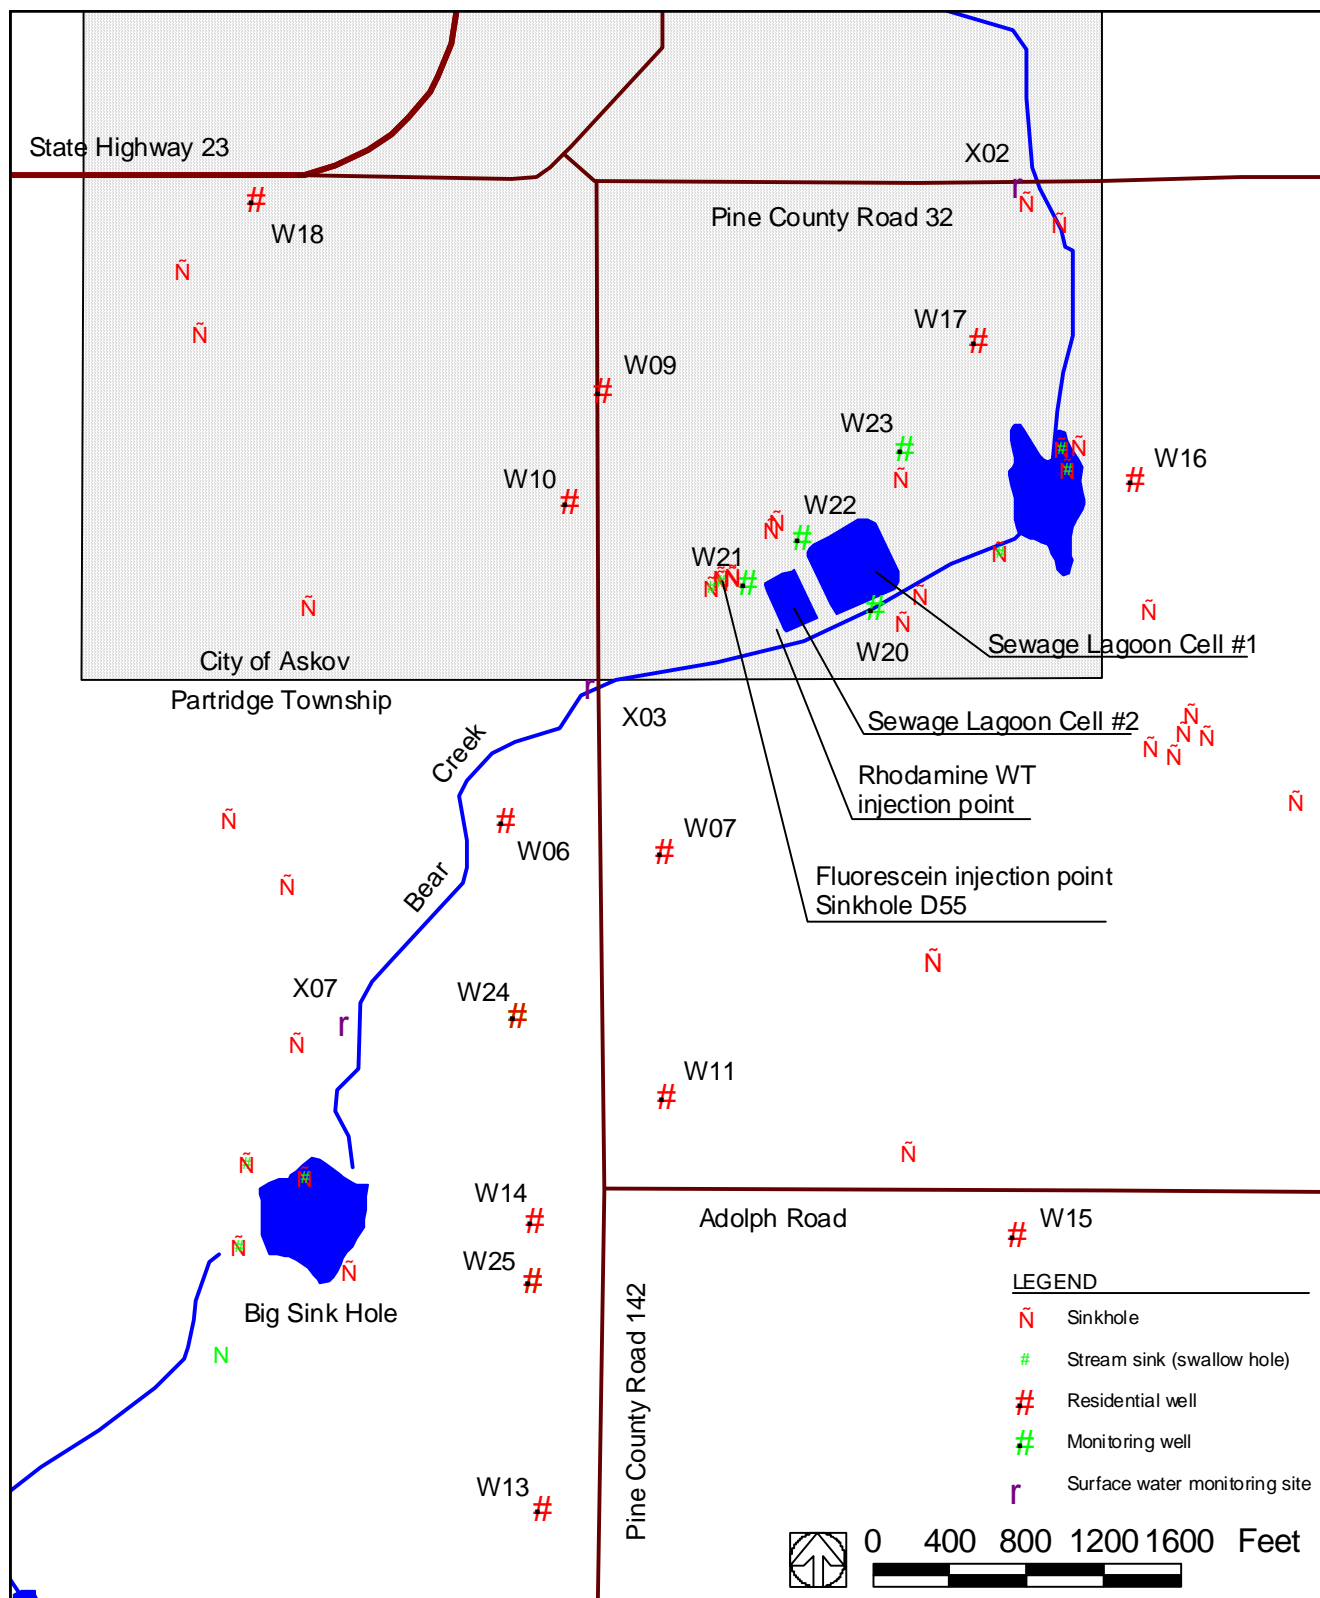 State Highway 23
X02
W18
Pine County Road 32
W17
W09
W23
W16
W10
W22
W21
City of Askov
Partridge Township
W20
Sewage Lagoon Cell #1
X03
Sewage Lagoon Cell #2
Creek
Rhodamine WT
injection point
W06
W07
Bear
Fluorescein injection point
Sinkhole D55
X07
W24
W11
W14
Adolph Road
W15
W25
Big Sink Hole
Pine County Road 142
W13
LEGEND
Ñ Sinkhole
# Stream sink (swallow hole)
# Residential well
# Monitoring well
r Surface water monitoring site
0 400 800 1200 1600 Feet